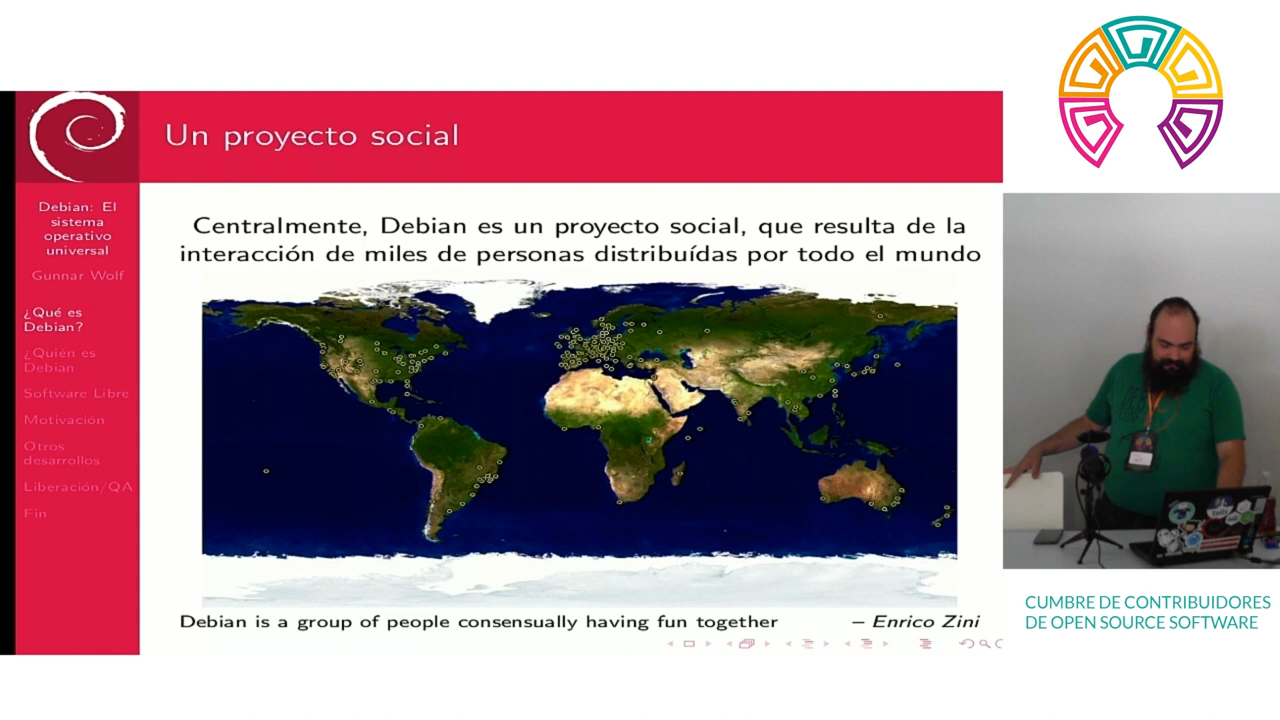 Un proyecto social
Debian: El
sistema
operativo
universal
Gunnar Wolf
¿Qué es
Debian?
¿Quién es
Debian
Software Libre
Motivación
Otros
desarrollos
Liberación/QA
Fin
Centralmente, Debian es un proyecto social, que resulta de la
interacción de miles de personas distribuídas por todo el mundo
Debian is a group of people consensually having fun together – Enrico Zini
CUMBRE DE CONTRIBUIDORES
DE OPEN SOURCE SOFTWARE